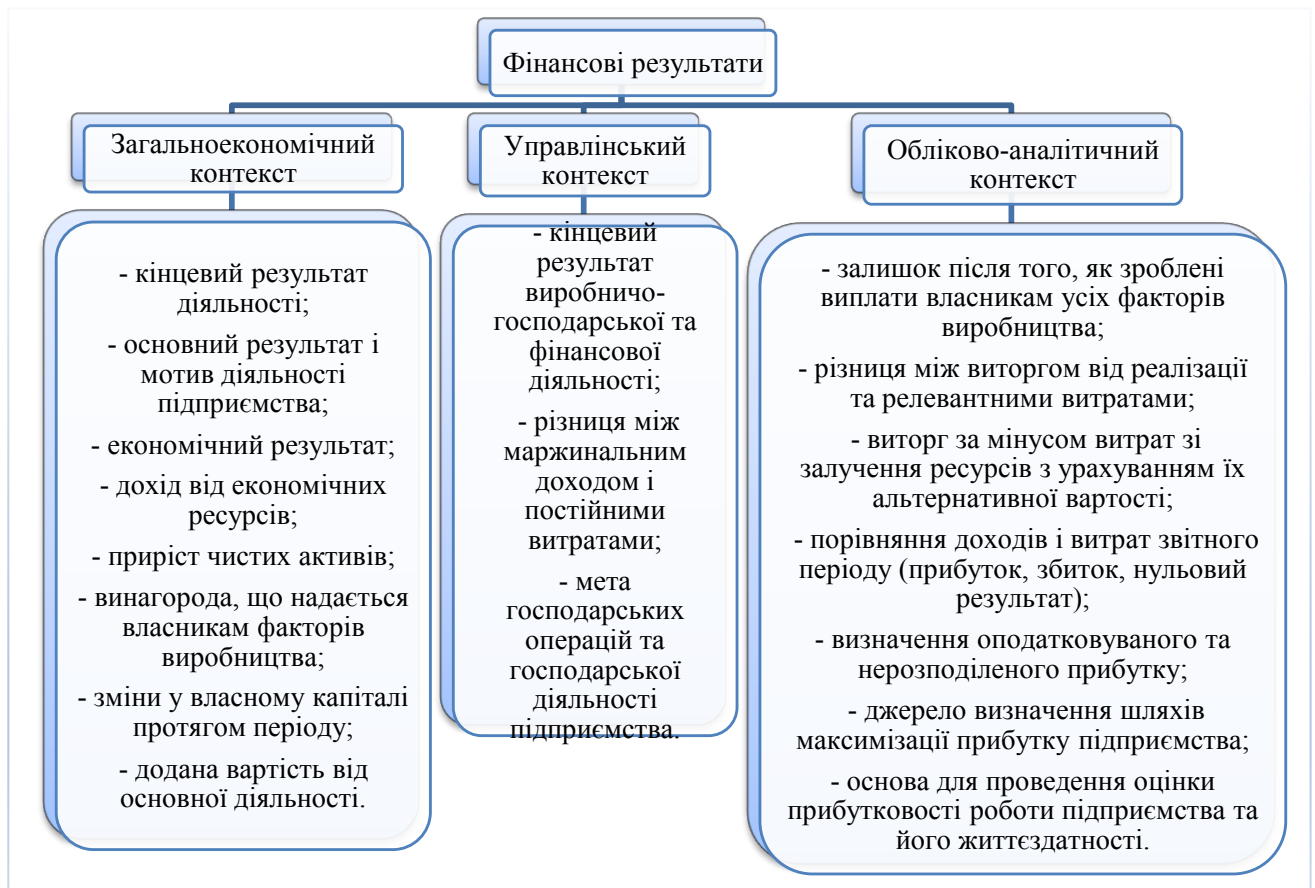 Фінансові результати
Загальноекономічний
контекст
- кінцевий результат
діяльності;
- основний результат і
мотив діяльності
підприємства;
- економічний результат;
- дохід від економічних
ресурсів;
- приріст чистих активів;
- винагорода, що надається
власникам факторів
виробництва;
- зміни у власному капіталі
протягом періоду;
- додана вартість від
основної діяльності.
Управлінський
контекст
- кінцевий
результат
виробничо-
господарської та
фінансової
діяльності;
- різниця між
маржинальним
доходом і
постійними
витратами;
- мета
господарських
операцій та
господарської
діяльності
підприємства.
Обліково-аналітичний
контекст
- залишок після того, як зроблені
виплати власникам усіх факторів
виробництва;
- різниця між виторгом від реалізації
та релевантними витратами;
- виторг за мінусом витрат зі
залучення ресурсів з урахуванням їх
альтернативної вартості;
- порівняння доходів і витрат звітного
періоду (прибуток, збиток, нульовий
результат);
- визначення оподатковуваного та
нерозподіленого прибутку;
- джерело визначення шляхів
максимізації прибутку підприємства;
- основа для проведення оцінки
прибутковості роботи підприємства та
його життєздатності.